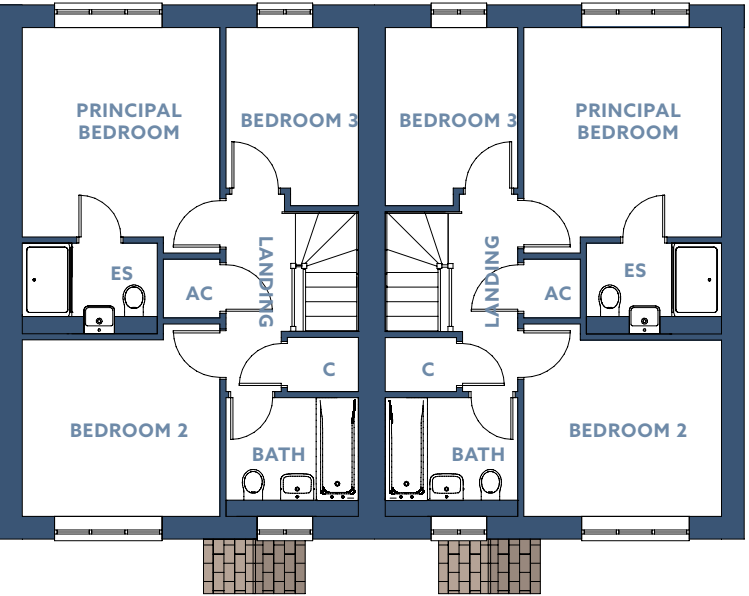 PRINCIPAL
BEDROOM
BEDROOM 3
BEDROOM 3
PRINCIPAL
BEDROOM
ES
AC
LANDING
LANDING
AC
ES
C
C
BEDROOM 2
BATH
BATH
BEDROOM 2